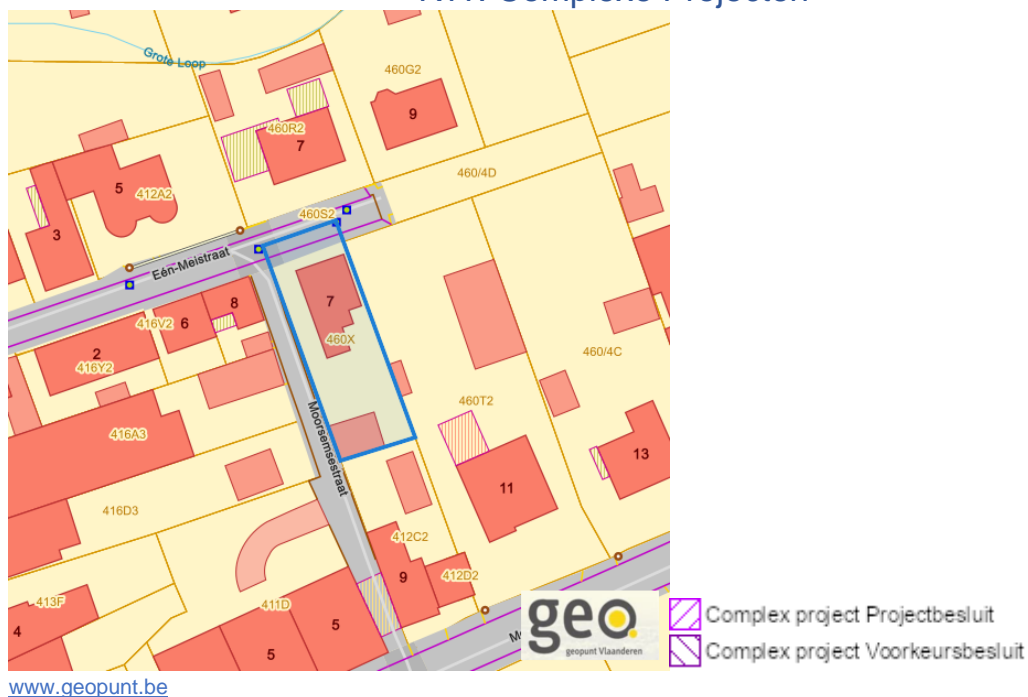 Grote Loop
460G2
9
460R2
7
460/4D
5
412A2
460S2
3
Eén-Meistraat
8
7
416V2
6
460X
2
416Y2
460/4C
460T2
416A3
Moorsemsestraat
13
11
416D3
412C2
9
412D2
413F
411D
4
5
5
geo.
geopunt Vlaanderen
Complex project Projectbesluit
Complex project Voorkeursbesluit
www.geopunt.be